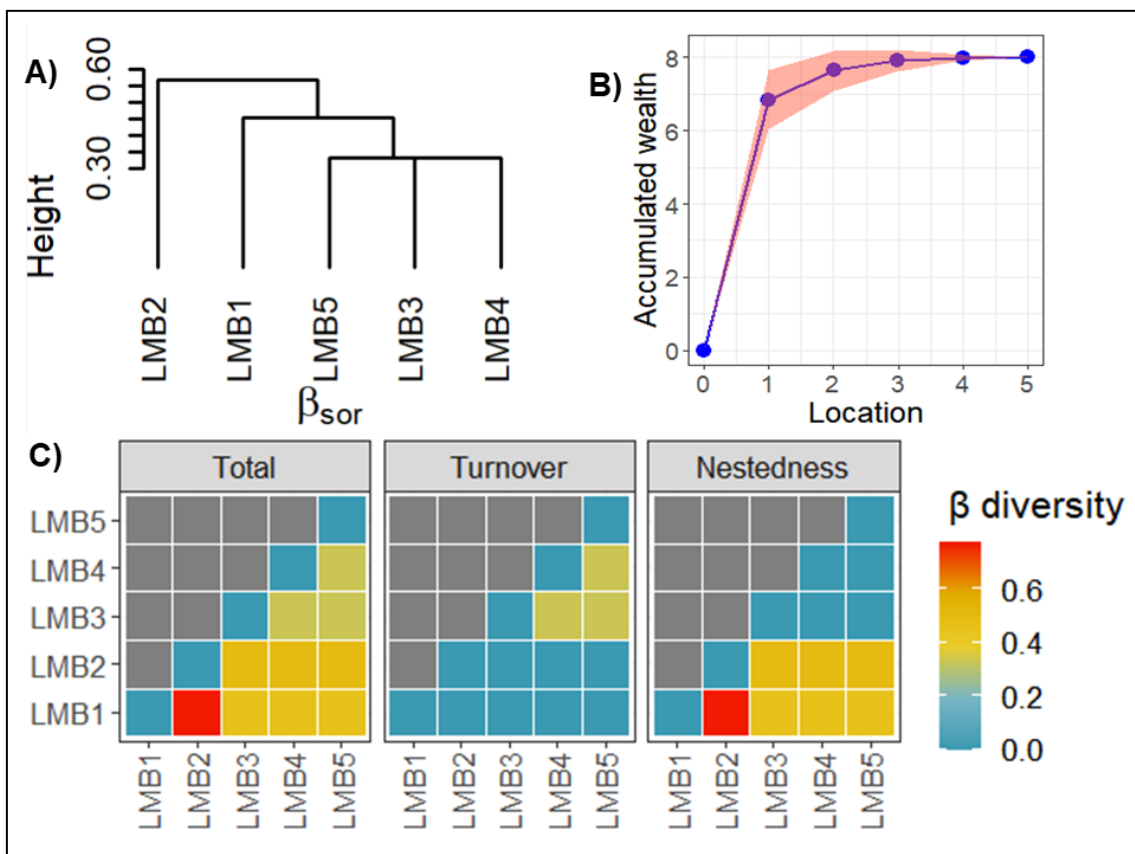 A)
0.60
0.30
Height
LMB2
LMB1
LMB5
LMB3
LMB4
βsor
B)
8
6
4
2
0
Accumulated wealth
0 1 2 3 4 5
Location
C)
Total Turnover Nestedness
LMB5
LMB4
LMB3
LMB2
LMB1
LMB1 LMB2 LMB3 LMB4 LMB5 LMB1 LMB2 LMB3 LMB4 LMB5 LMB1 LMB2 LMB3 LMB4 LMB5
β diversity
0.6
0.4
0.2
0.0